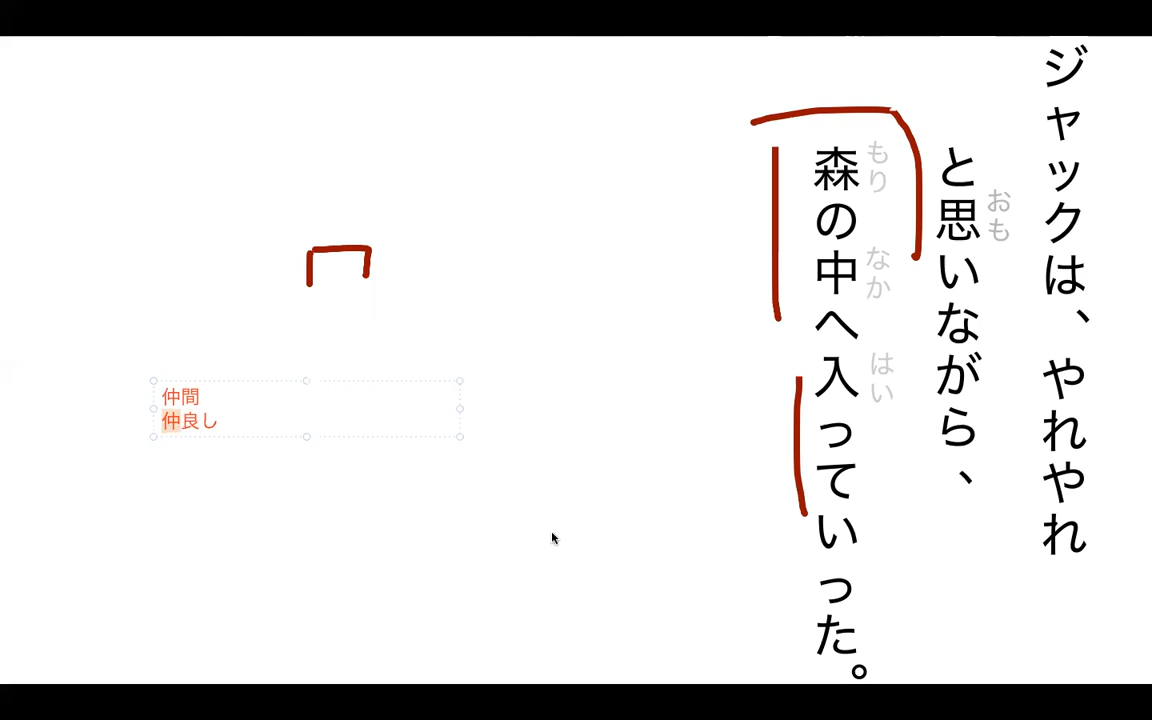 ジャックは、やれやれ
と思いながら、
おも
森の中へ入っていった。
もり
なか
はい
仲間
仲良し